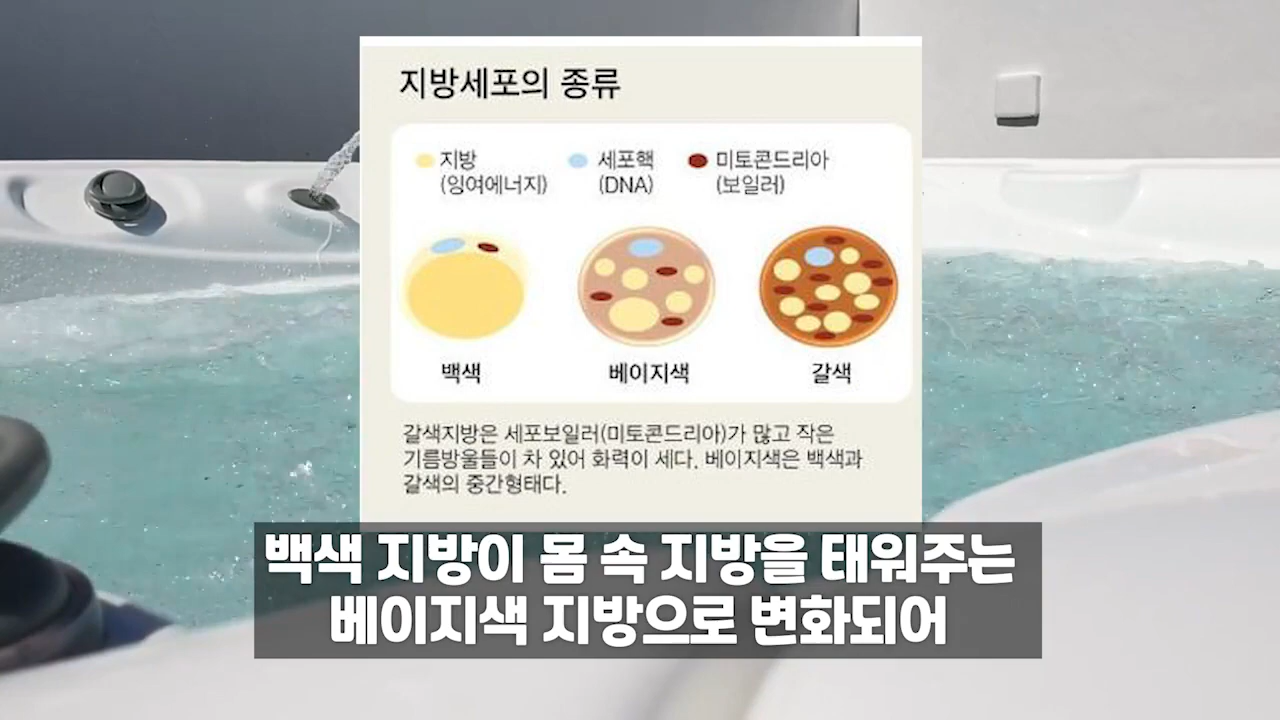 지방세포의 종류
지방 세포핵 미토콘드리아
(잉여에너지) (DNA) (보일러)
백색 베이지색 갈색
갈색지방은 세포보일러(미토콘드리아)가 많고 작은
기름방울들이 차 있어 화력이 세다. 베이지색은 백색과
갈색의 중간형태다.
백색 지방이 몸 속 지방을 태워주는
베이지색 지방으로 변화되어